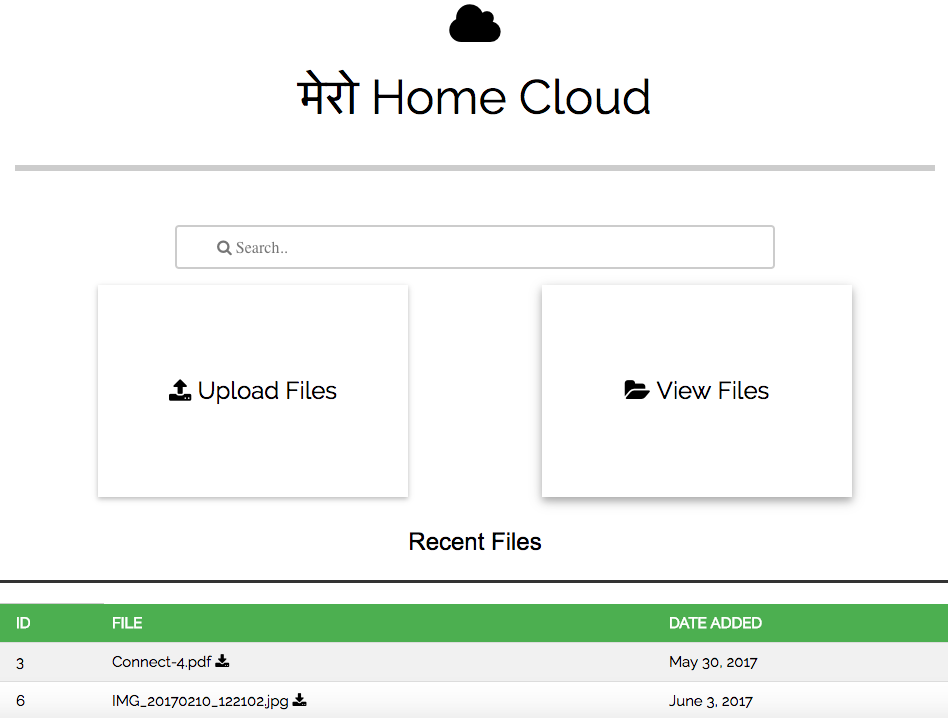 मेरो Home Cloud
Search..
Upload Files
View Files
Recent Files
ID FILE DATE ADDED
3 Connect-4.pdf May 30, 2017
6 IMG_20170210_122102.jpg June 3, 2017